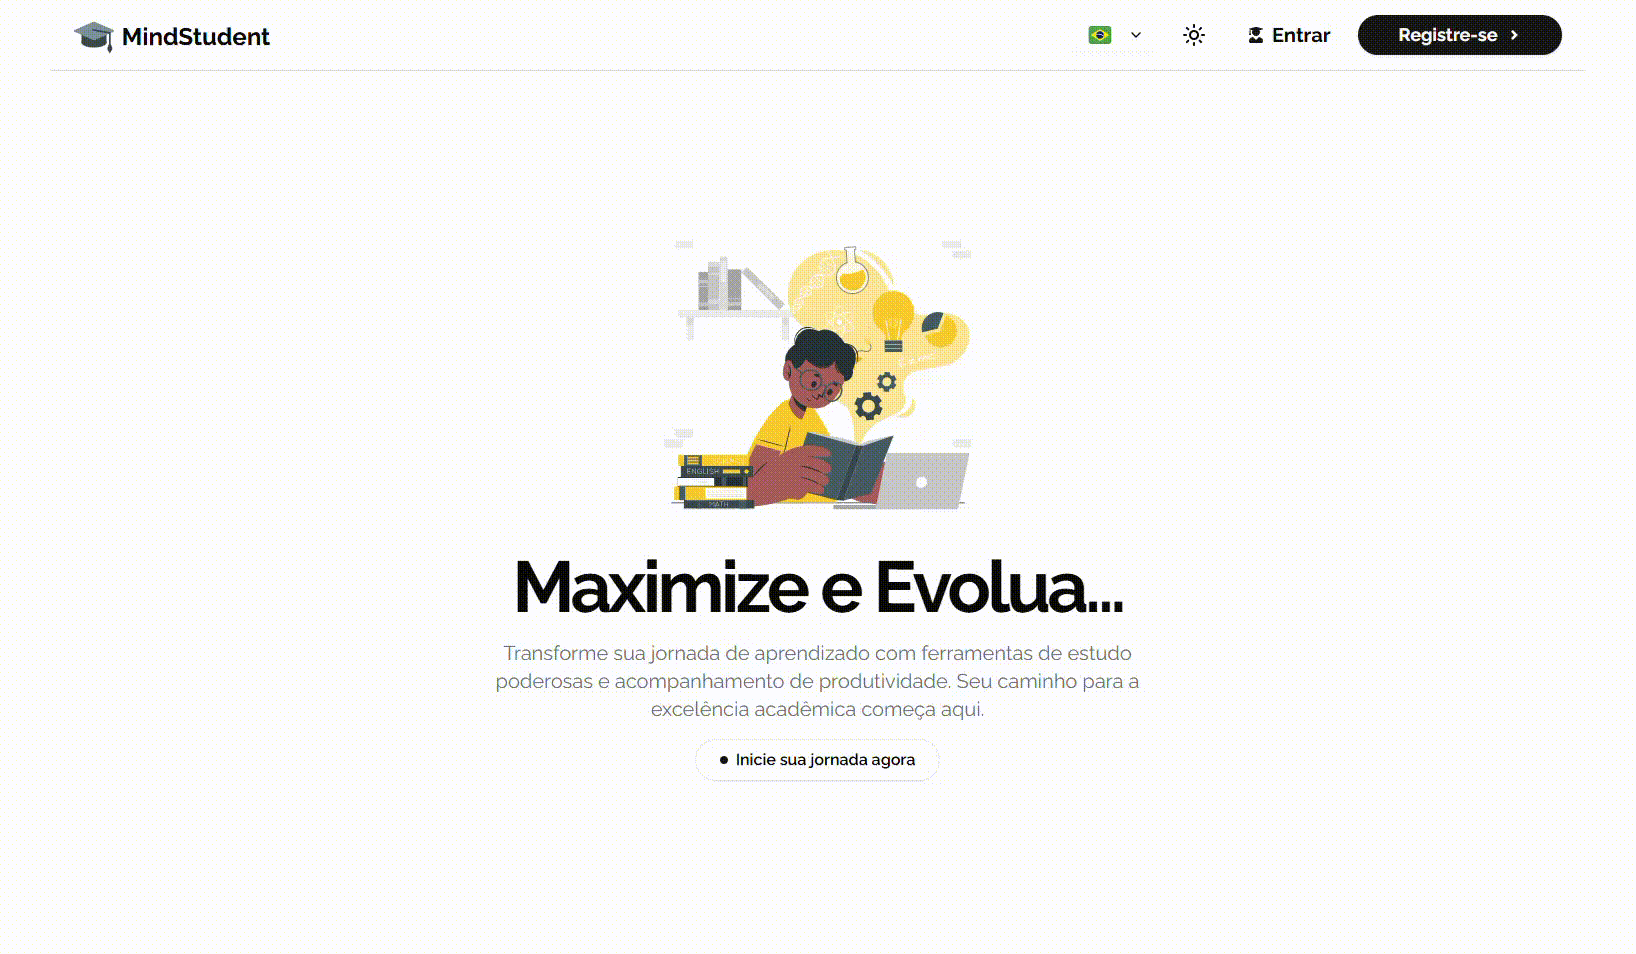 MindStudent
Entrar
Registre-se
ENGLISH
MATH
Maximize e Evolua...
Transforme sua jornada de aprendizado com ferramentas de estudo
poderosas e acompanhamento de produtividade. Seu caminho para a
excelência acadêmica começa aqui.
Inicie sua jornada agora